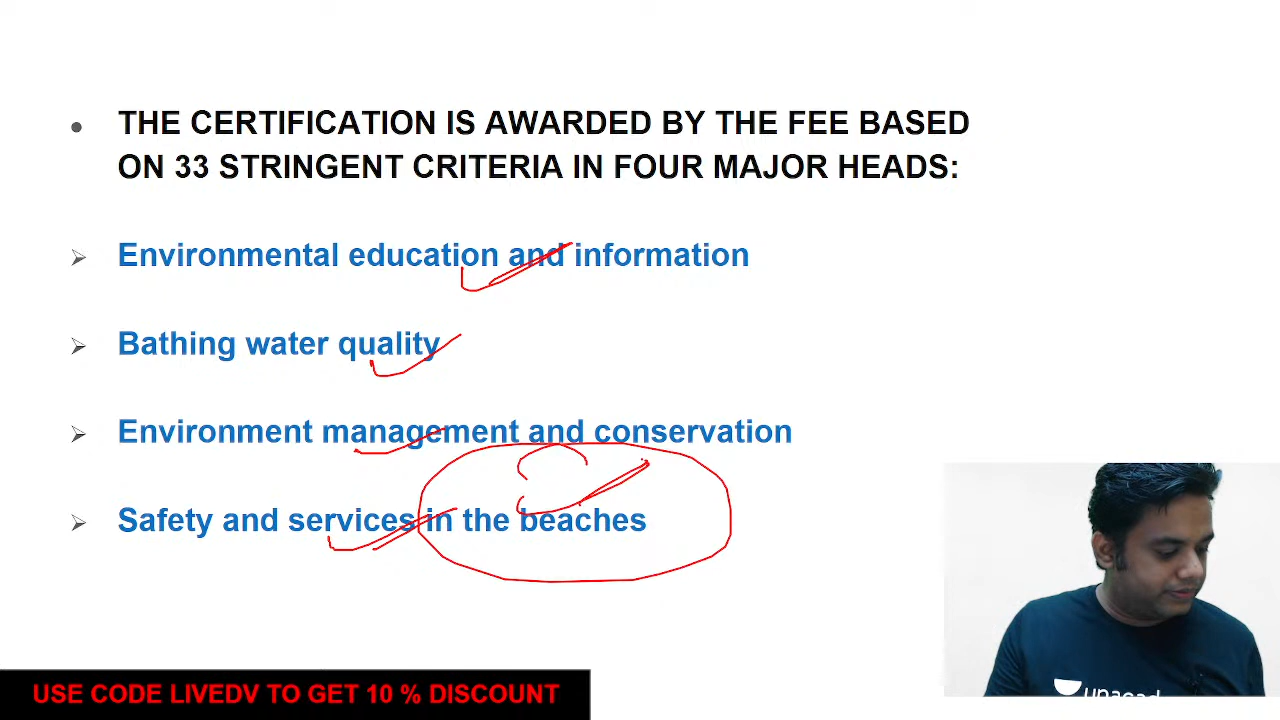 THE CERTIFICATION IS AWARDED BY THE FEE BASED
ON 33 STRINGENT CRITERIA IN FOUR MAJOR HEADS:
Environmental education and information
Bathing water quality
Environment management and conservation
Safety and services in the beaches
USE CODE LIVEDV TO GET 10 % DISCOUNT